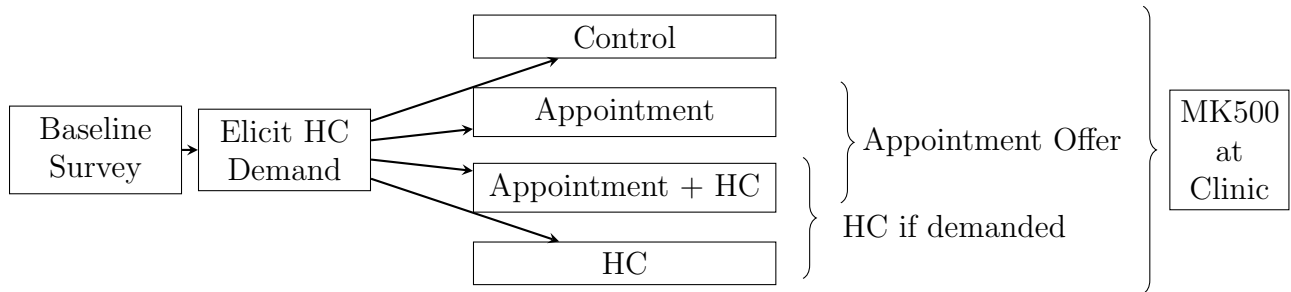 Baseline
Survey
Elicit HC
Demand
Control
Appointment
Appointment + HC
HC
Appointment Offer
HC if demanded
MK500
at
Clinic